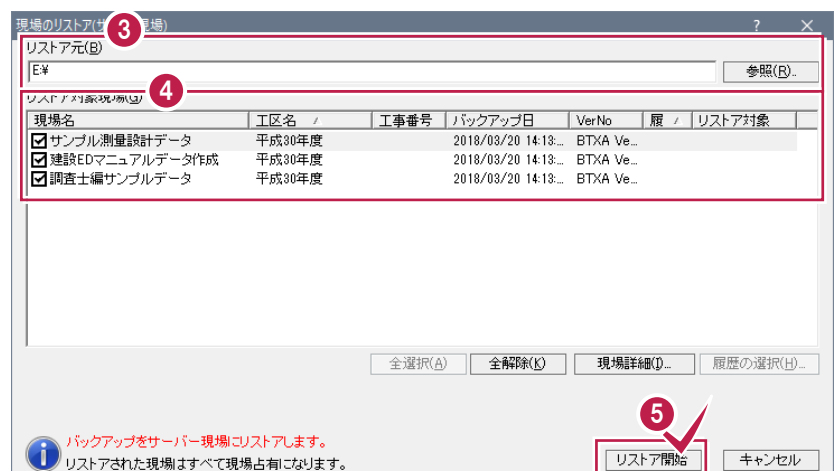 現場のリストア(サ 現場)
? ×
3
リストア元(B)
E:¥
参照(R)...
4
リストア対象現場(G)
現場名 工区名 / 工事番号 バックアップ日 VerNo 履 / リストア対象
サンプル測量設計データ 平成30年度 2018/03/20 14:13:... BTXA Ve...
建設EDマニュアルデータ作成 平成30年度 2018/03/20 14:13:... BTXA Ve...
調査士編サンプルデータ 平成30年度 2018/03/20 14:13:... BTXA Ve...
全選択(A) 全解除(K) 現場詳細(I)... 履歴の選択(H)...
バックアップをサーバー現場にリストアします。
リストアされた現場はすべて現場占有になります。
5
リストア開始 キャンセル